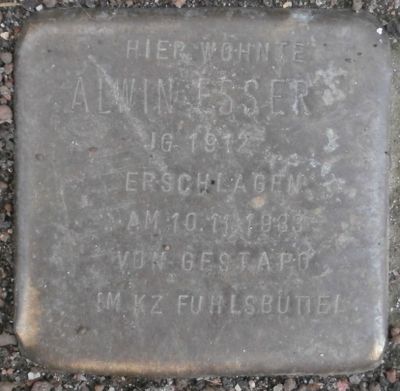 HIER WOHNTE
ALWIN ESSER
JG. 1912
ERSCHLAGEN
AM 10.11.1933
VON GESTAPO
IM KZ FUHLSBÜTTEL